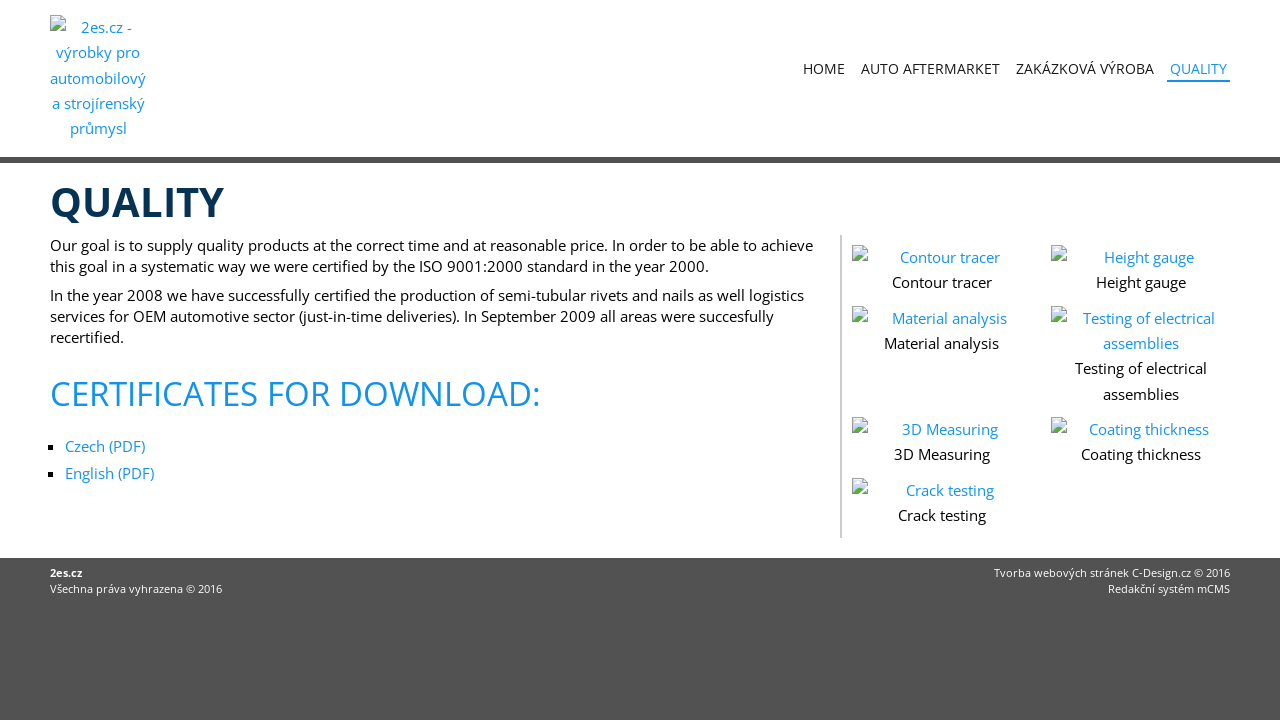 2es.cz -
výrobky pro
automobilový
a strojírenský
průmysl
HOME AUTO AFTERMARKET ZAKÁZKOVÁ VÝROBA QUALITY
QUALITY
Our goal is to supply quality products at the correct time and at reasonable price. In order to be able to achieve
this goal in a systematic way we were certified by the ISO 9001:2000 standard in the year 2000.
In the year 2008 we have successfully certified the production of semi-tubular rivets and nails as well logistics
services for OEM automotive sector (just-in-time deliveries). In September 2009 all areas were succesfully
recertified.
CERTIFICATES FOR DOWNLOAD:
Czech (PDF)
English (PDF)
Contour tracer
Contour tracer
Height gauge
Height gauge
Material analysis
Material analysis
Testing of electrical
assemblies
Testing of electrical
assemblies
3D Measuring
3D Measuring
Coating thickness
Coating thickness
Crack testing
Crack testing
2es.cz
Všechna práva vyhrazena © 2016
Tvorba webových stránek C-Design.cz © 2016
Redakční systém mCMS